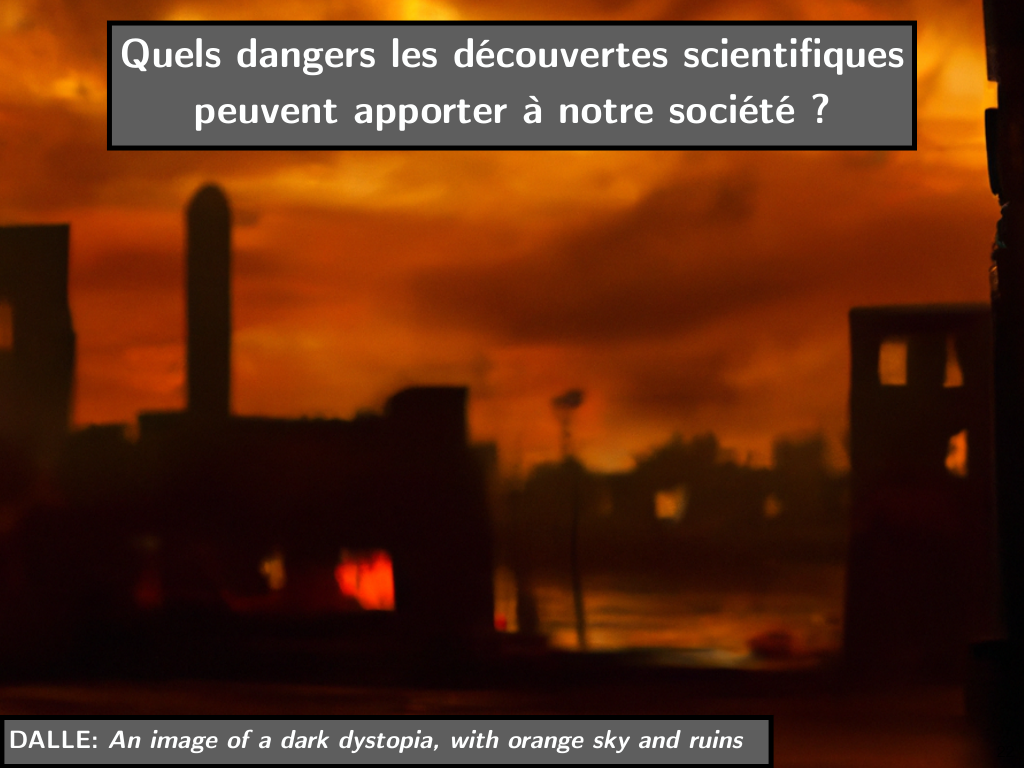 Quels dangers les découvertes scientifiques
peuvent apporter à notre société ?
DALLE: An image of a dark dystopia, with orange sky and ruins